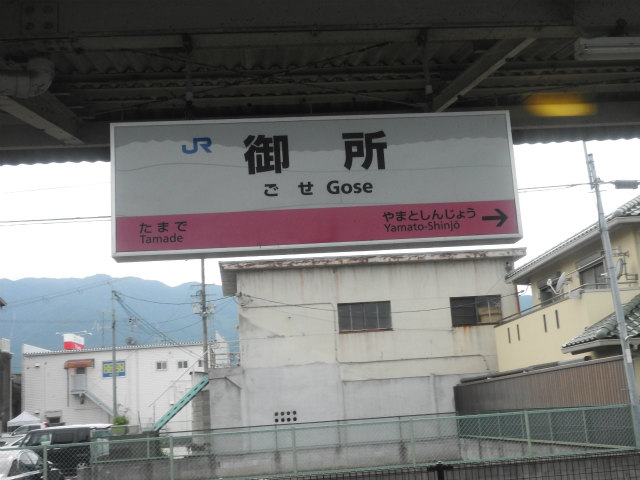 JR 御所
ごせ Gose
たまで
Tamade
やまとしんじょう →
Yamato-Shinjō